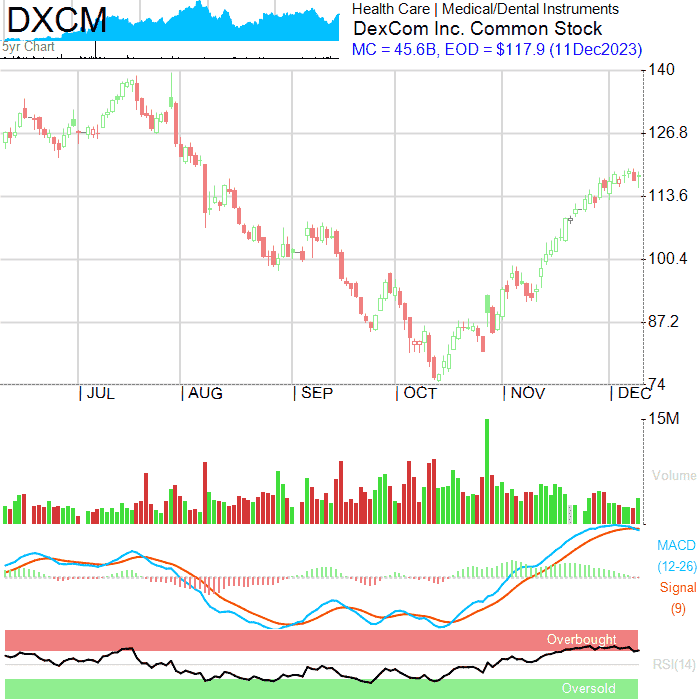 DXCM
5yr Chart
Health Care | Medical/Dental Instruments
DexCom Inc. Common Stock
MC = 45.6B, EOD = $117.9 (11Dec2023)
140
126.8
113.6
100.4
87.2
74
JUL
AUG
SEP
OCT
NOV
DEC
15M
Volume
MACD
(12-26)
Signal
(9)
Overbought
RSI(14)
Oversold